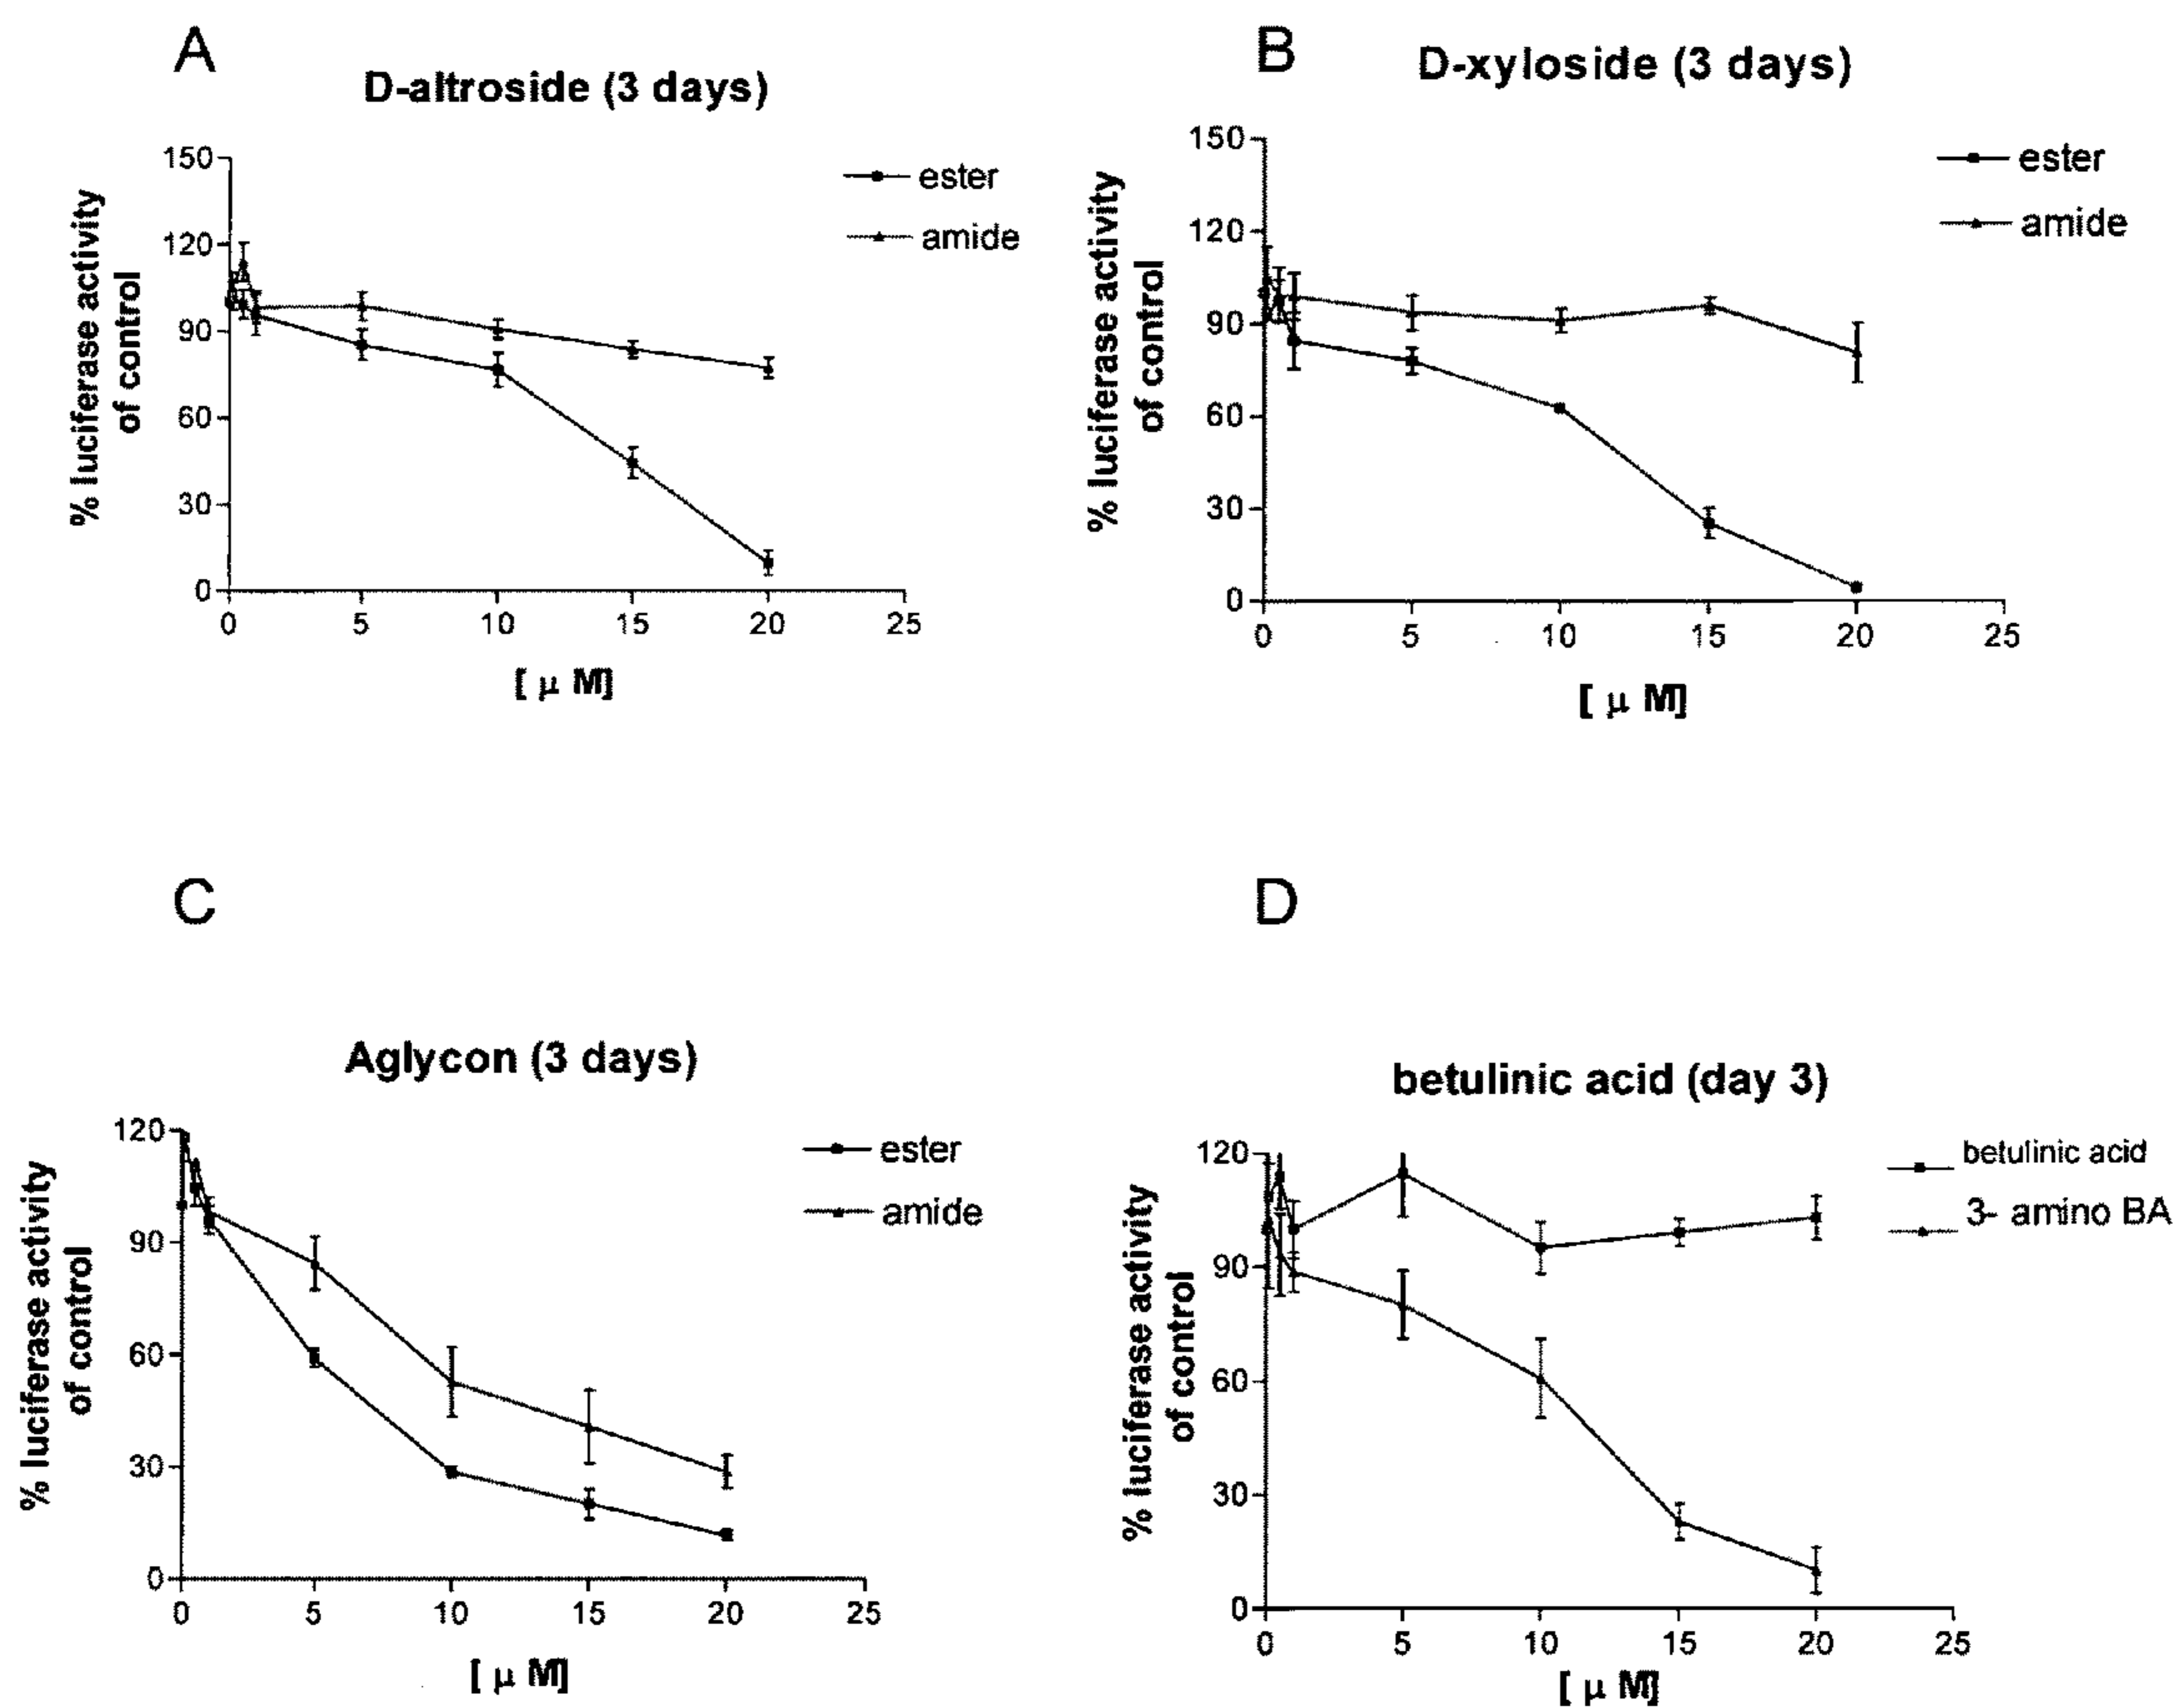 A
D-altroside (3 days)
150
120
90
60
30
0
0 5 10 15 20 25
% luciferase activity
of control
[ μ M]
ester
amide
B
D-xyloside (3 days)
150
120
90
60
30
0
0 5 10 15 20 25
% luciferase activity
of control
[ μ M]
ester
amide
C
Aglycon (3 days)
120
90
60
30
0
0 5 10 15 20 25
% luciferase activity
of control
[ μ M]
ester
amide
D
betulinic acid (day 3)
120
90
60
30
0
0 5 10 15 20 25
% luciferase activity
of control
[ μ M]
betulinic acid
3- amino BA